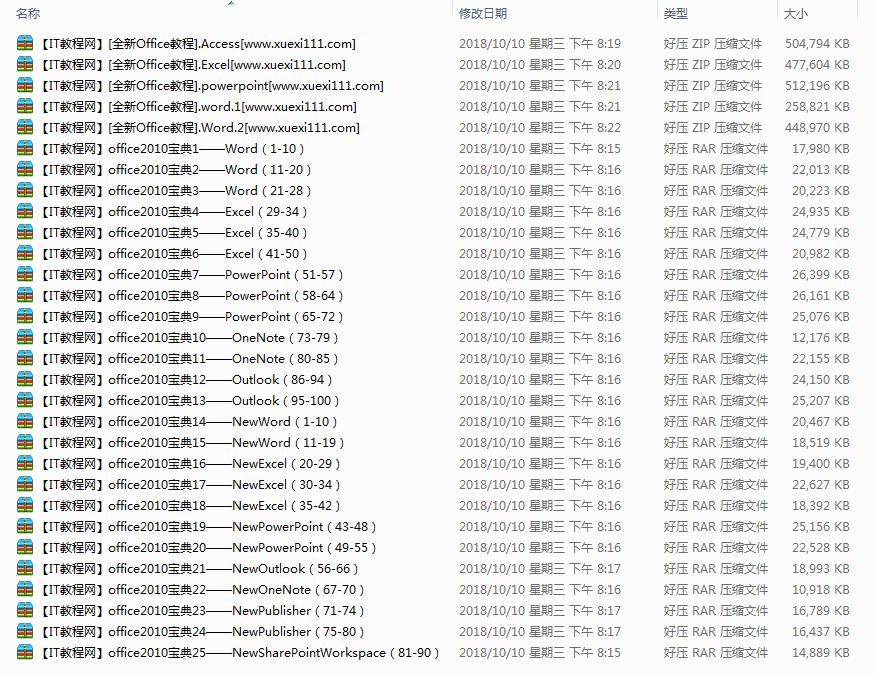 名称 修改日期 类型 大小
【IT教程网】[全新Office教程].Access[www.xuexi111.com] 2018/10/10 星期三 下午 8:19 好压 ZIP 压缩文件 504,794 KB
【IT教程网】[全新Office教程].Excel[www.xuexi111.com] 2018/10/10 星期三 下午 8:20 好压 ZIP 压缩文件 477,604 KB
【IT教程网】[全新Office教程].powerpoint[www.xuexi111.com] 2018/10/10 星期三 下午 8:21 好压 ZIP 压缩文件 512,196 KB
【IT教程网】[全新Office教程].word.1[www.xuexi111.com] 2018/10/10 星期三 下午 8:21 好压 ZIP 压缩文件 258,821 KB
【IT教程网】[全新Office教程].Word.2[www.xuexi111.com] 2018/10/10 星期三 下午 8:22 好压 ZIP 压缩文件 448,970 KB
【IT教程网】office2010宝典1——Word（1-10） 2018/10/10 星期三 下午 8:15 好压 RAR 压缩文件 17,980 KB
【IT教程网】office2010宝典2——Word（11-20） 2018/10/10 星期三 下午 8:16 好压 RAR 压缩文件 22,013 KB
【IT教程网】office2010宝典3——Word（21-28） 2018/10/10 星期三 下午 8:16 好压 RAR 压缩文件 20,223 KB
【IT教程网】office2010宝典4——Excel（29-34） 2018/10/10 星期三 下午 8:16 好压 RAR 压缩文件 24,935 KB
【IT教程网】office2010宝典5——Excel（35-40） 2018/10/10 星期三 下午 8:16 好压 RAR 压缩文件 24,779 KB
【IT教程网】office2010宝典6——Excel（41-50） 2018/10/10 星期三 下午 8:16 好压 RAR 压缩文件 20,982 KB
【IT教程网】office2010宝典7——PowerPoint（51-57） 2018/10/10 星期三 下午 8:16 好压 RAR 压缩文件 26,399 KB
【IT教程网】office2010宝典8——PowerPoint（58-64） 2018/10/10 星期三 下午 8:16 好压 RAR 压缩文件 26,161 KB
【IT教程网】office2010宝典9——PowerPoint（65-72） 2018/10/10 星期三 下午 8:16 好压 RAR 压缩文件 25,076 KB
【IT教程网】office2010宝典10——OneNote（73-79） 2018/10/10 星期三 下午 8:16 好压 RAR 压缩文件 12,176 KB
【IT教程网】office2010宝典11——OneNote（80-85） 2018/10/10 星期三 下午 8:16 好压 RAR 压缩文件 22,155 KB
【IT教程网】office2010宝典12——Outlook（86-94） 2018/10/10 星期三 下午 8:16 好压 RAR 压缩文件 24,150 KB
【IT教程网】office2010宝典13——Outlook（95-100） 2018/10/10 星期三 下午 8:16 好压 RAR 压缩文件 25,207 KB
【IT教程网】office2010宝典14——NewWord（1-10） 2018/10/10 星期三 下午 8:16 好压 RAR 压缩文件 20,467 KB
【IT教程网】office2010宝典15——NewWord（11-19） 2018/10/10 星期三 下午 8:16 好压 RAR 压缩文件 18,519 KB
【IT教程网】office2010宝典16——NewExcel（20-29） 2018/10/10 星期三 下午 8:16 好压 RAR 压缩文件 19,400 KB
【IT教程网】office2010宝典17——NewExcel（30-34） 2018/10/10 星期三 下午 8:16 好压 RAR 压缩文件 22,627 KB
【IT教程网】office2010宝典18——NewExcel（35-42） 2018/10/10 星期三 下午 8:16 好压 RAR 压缩文件 18,392 KB
【IT教程网】office2010宝典19——NewPowerPoint（43-48） 2018/10/10 星期三 下午 8:16 好压 RAR 压缩文件 25,156 KB
【IT教程网】office2010宝典20——NewPowerPoint（49-55） 2018/10/10 星期三 下午 8:16 好压 RAR 压缩文件 22,528 KB
【IT教程网】office2010宝典21——NewOutlook（56-66） 2018/10/10 星期三 下午 8:17 好压 RAR 压缩文件 18,993 KB
【IT教程网】office2010宝典22——NewOneNote（67-70） 2018/10/10 星期三 下午 8:16 好压 RAR 压缩文件 10,918 KB
【IT教程网】office2010宝典23——NewPublisher（71-74） 2018/10/10 星期三 下午 8:17 好压 RAR 压缩文件 16,789 KB
【IT教程网】office2010宝典24——NewPublisher（75-80） 2018/10/10 星期三 下午 8:17 好压 RAR 压缩文件 16,437 KB
【IT教程网】office2010宝典25——NewSharePointWorkspace（81-90） 2018/10/10 星期三 下午 8:15 好压 RAR 压缩文件 14,889 KB